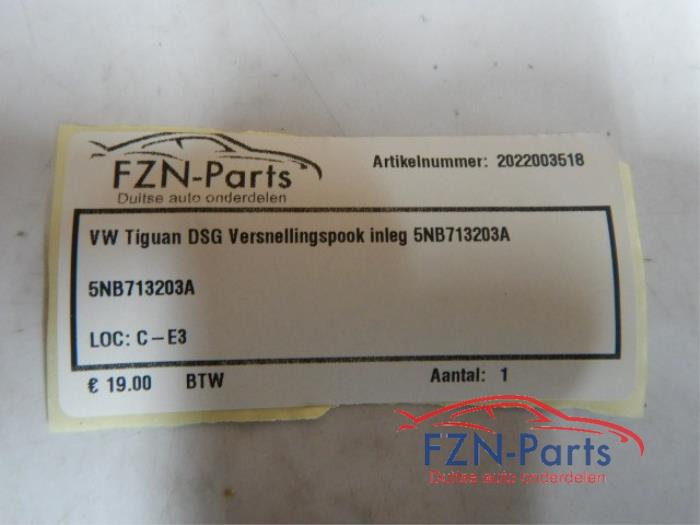 FZN-Parts
Duitse auto onderdelen
Artikelnummer: 2022003518
VW Tiguan DSG Versnellingspook inleg 5NB713203A
5NB713203A
LOC: C-E3
€ 19.00 BTW Aantal: 1
FZN-Parts
Duitse auto onderdelen